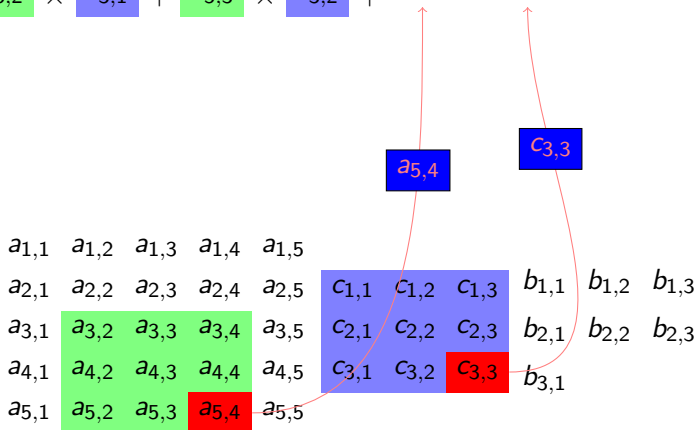 c3,3
a5,4
a1,1 a1,2 a1,3 a1,4 a1,5
a2,1 a2,2 a2,3 a2,4 a2,5 c1,1 c1,2 c1,3 b1,1 b1,2 b1,3
a3,1 a3,2 a3,3 a3,4 a3,5 c2,1 c2,2 c2,3 b2,1 b2,2 b2,3
a4,1 a4,2 a4,3 a4,4 a4,5 c3,1 c3,2 c3,3 b3,1
a5,1 a5,2 a5,3 a5,4 a5,5